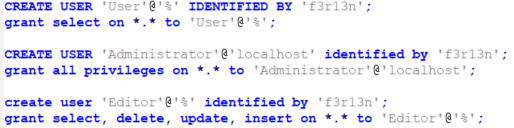 CREATE USER 'User'@'%' IDENTIFIED BY 'f3r13n';
grant select on *.* to 'User'@'%';
CREATE USER 'Administrator'@'localhost' identified by 'f3r13n';
grant all privileges on *.* to 'Administrator'@'localhost';
create user 'Editor'@'%' identified by 'f3r13n';
grant select, delete, update, insert on *.* to 'Editor'@'%';